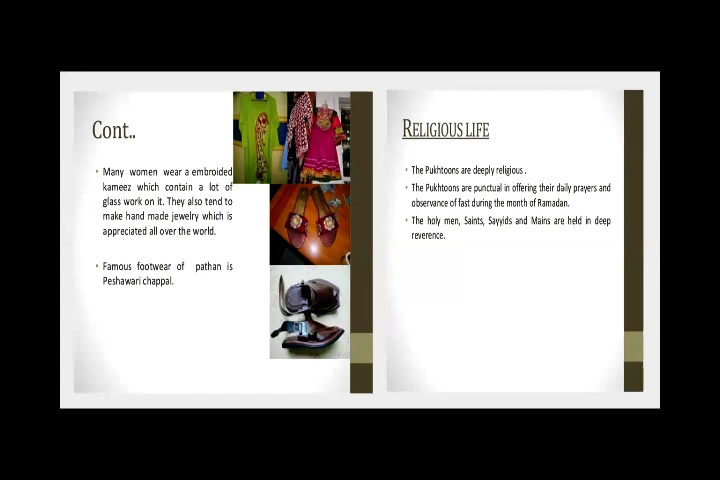 Cont..
Many women wear a embroided
kameez which contain a lot of
glass work on it. They also tend to
make hand made jewelry which is
appreciated all over the world.
Famous footwear of pathan is
Peshawari chappal.
RELIGIOUS LIFE
The Pukhtoons are deeply religious .
The Pukhtoons are punctual in offering their daily prayers and
observance of fast during the month of Ramadan.
The holy men, Saints, Sayyids and Mains are held in deep
reverence.